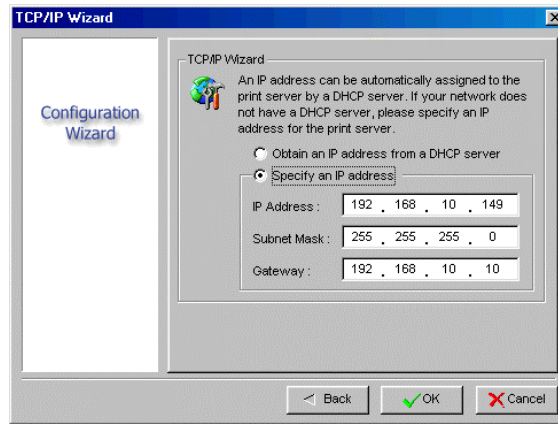 TCP/IP Wizard
Configuration
Wizard
TCP/IP Wizard
An IP address can be automatically assigned to the
print server by a DHCP server. If your network does
not have a DHCP server, please specify an IP
address for the print server.
Obtain an IP address from a DHCP server
Specify an IP address
IP Address : 192 . 168 . 10 . 149
Subnet Mask : 255 . 255 . 255 . 0
Gateway : 192 . 168 . 10 . 10
< Back
OK
Cancel